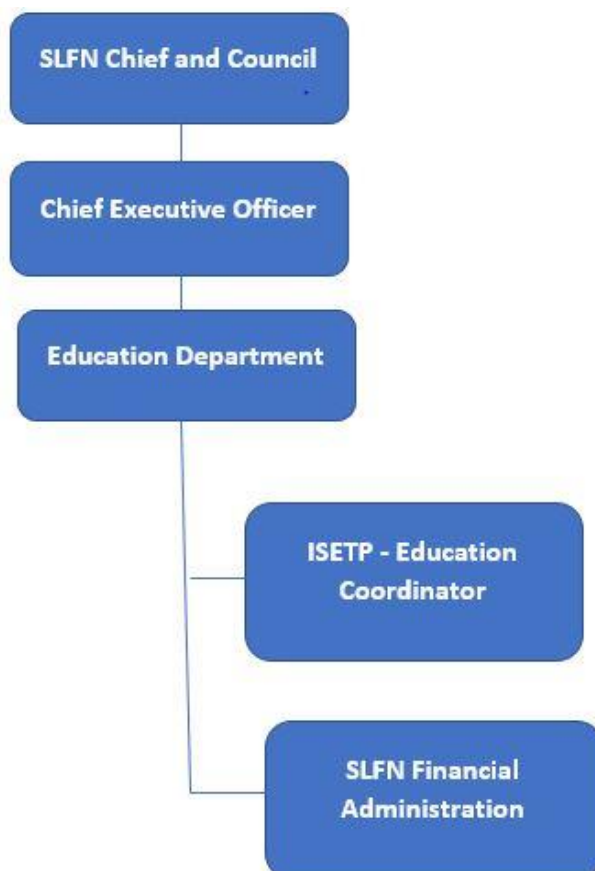 SLFN Chief and Council
Chief Executive Officer
Education Department
ISETP - Education
Coordinator
SLFN Financial
Administration